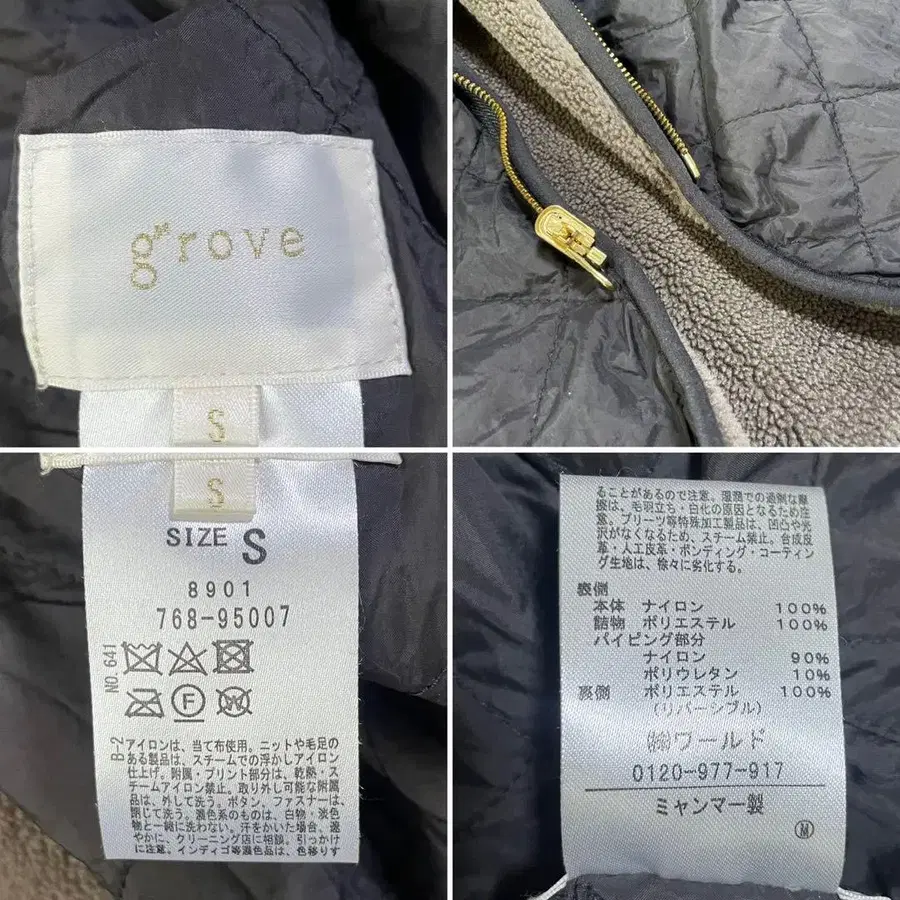 grove
S
S
SIZE S
8901
768-95007
NO.641
F
W
B-2
アイロンは、当て布使用。ニットや毛足の
ある製品は、スチームでの浮かしアイロン
仕上げ。附属・プリント部分は、乾熱・ス
チームアイロン禁止。取り外し可能な附属
品は、外して洗う。ボタン、ファスナーは、
閉じて洗う。濃色系のものは、白物・淡色
物と一緒に洗わない。汗をかいた場合、速
やかに、クリーニング店に相談。引っかけ
に注意。インディゴ等濃色品は、色移りす
ることがあるので注意。湿潤での過剰な摩
擦は、毛羽立ち・白化の原因となるため注
意。プリーツ等特殊加工製品は、凹凸や光
沢がなくなるため、スチーム禁止。合成皮
革・人工皮革・ボンディング・コーティン
グ生地は、徐々に劣化する。
表側
本体 ナイロン 100%
詰物 ポリエステル 100%
パイピング部分
ナイロン 90%
ポリウレタン 10%
裏側 ポリエステル 100%
(リバーシブル)
㈱ワールド
0120-977-917
ミャンマー製
Ⓜ